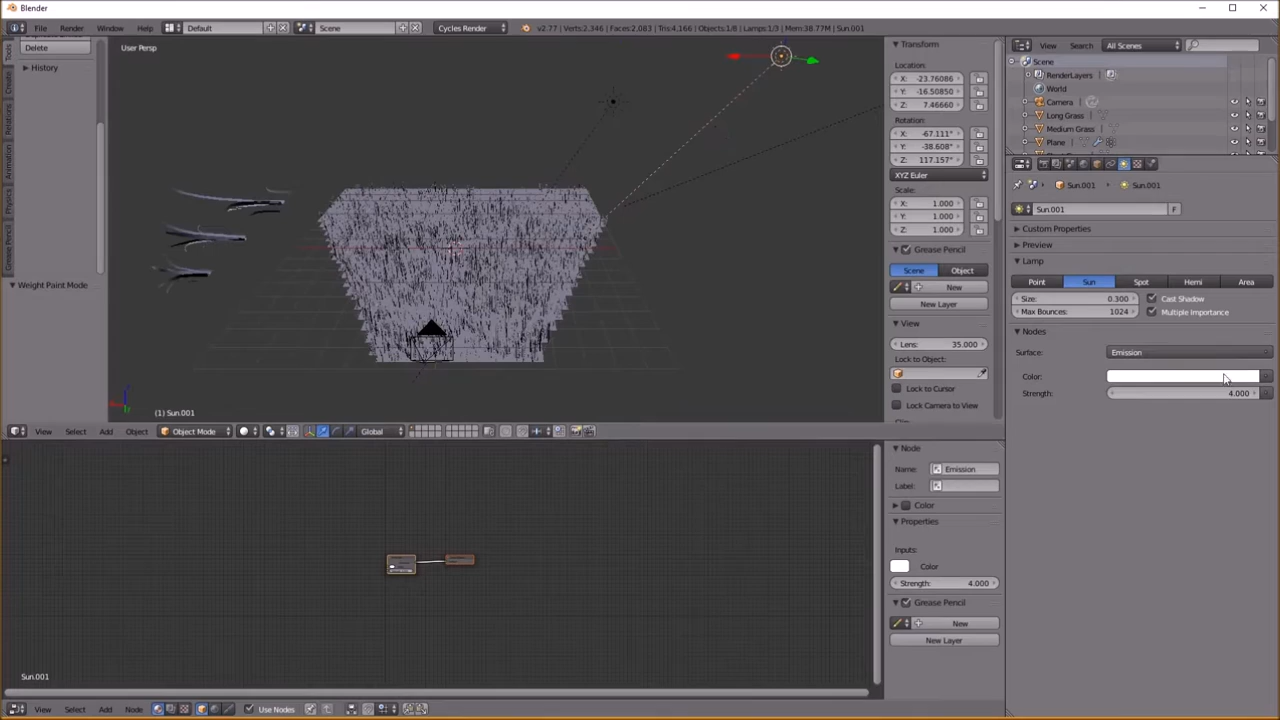 Blender
File Render Window Help Default Scene Cycles Render v2.77 | Verts:2,346 | Faces:2,083 | Tris:4,166 | Objects:1/8 | Lamps:1/3 | Mem:38.77M | Sun.001
Delete
History
Weight Paint Mode
Tools
Create
Relations
Animation
Physics
Grease Pencil
User Persp
(1) Sun.001
View Select Add Object Object Mode Global
Transform
Location:
X: -23.76086
Y: -16.50850
Z: 7.46660
Rotation:
X: -67.111°
Y: -38.608°
Z: 117.157°
XYZ Euler
Scale:
X: 1.000
Y: 1.000
Z: 1.000
Grease Pencil
Scene Object
New
New Layer
View
Lens: 35.000
Lock to Object:
Lock to Cursor
Lock Camera to View
View Search All Scenes
Scene
RenderLayers
World
Camera
Long Grass
Medium Grass
Plane
Sun.001 Sun.001
Sun.001 F
Custom Properties
Preview
Lamp
Point Sun Spot Hemi Area
Size: 0.300 Cast Shadow
Max Bounces: 1024 Multiple Importance
Nodes
Surface: Emission
Color:
Strength: 4.000
Node
Name: Emission
Label:
Color
Properties
Inputs:
Color
Strength: 4.000
Grease Pencil
New
New Layer
Sun.001
View Select Add Node Use Nodes